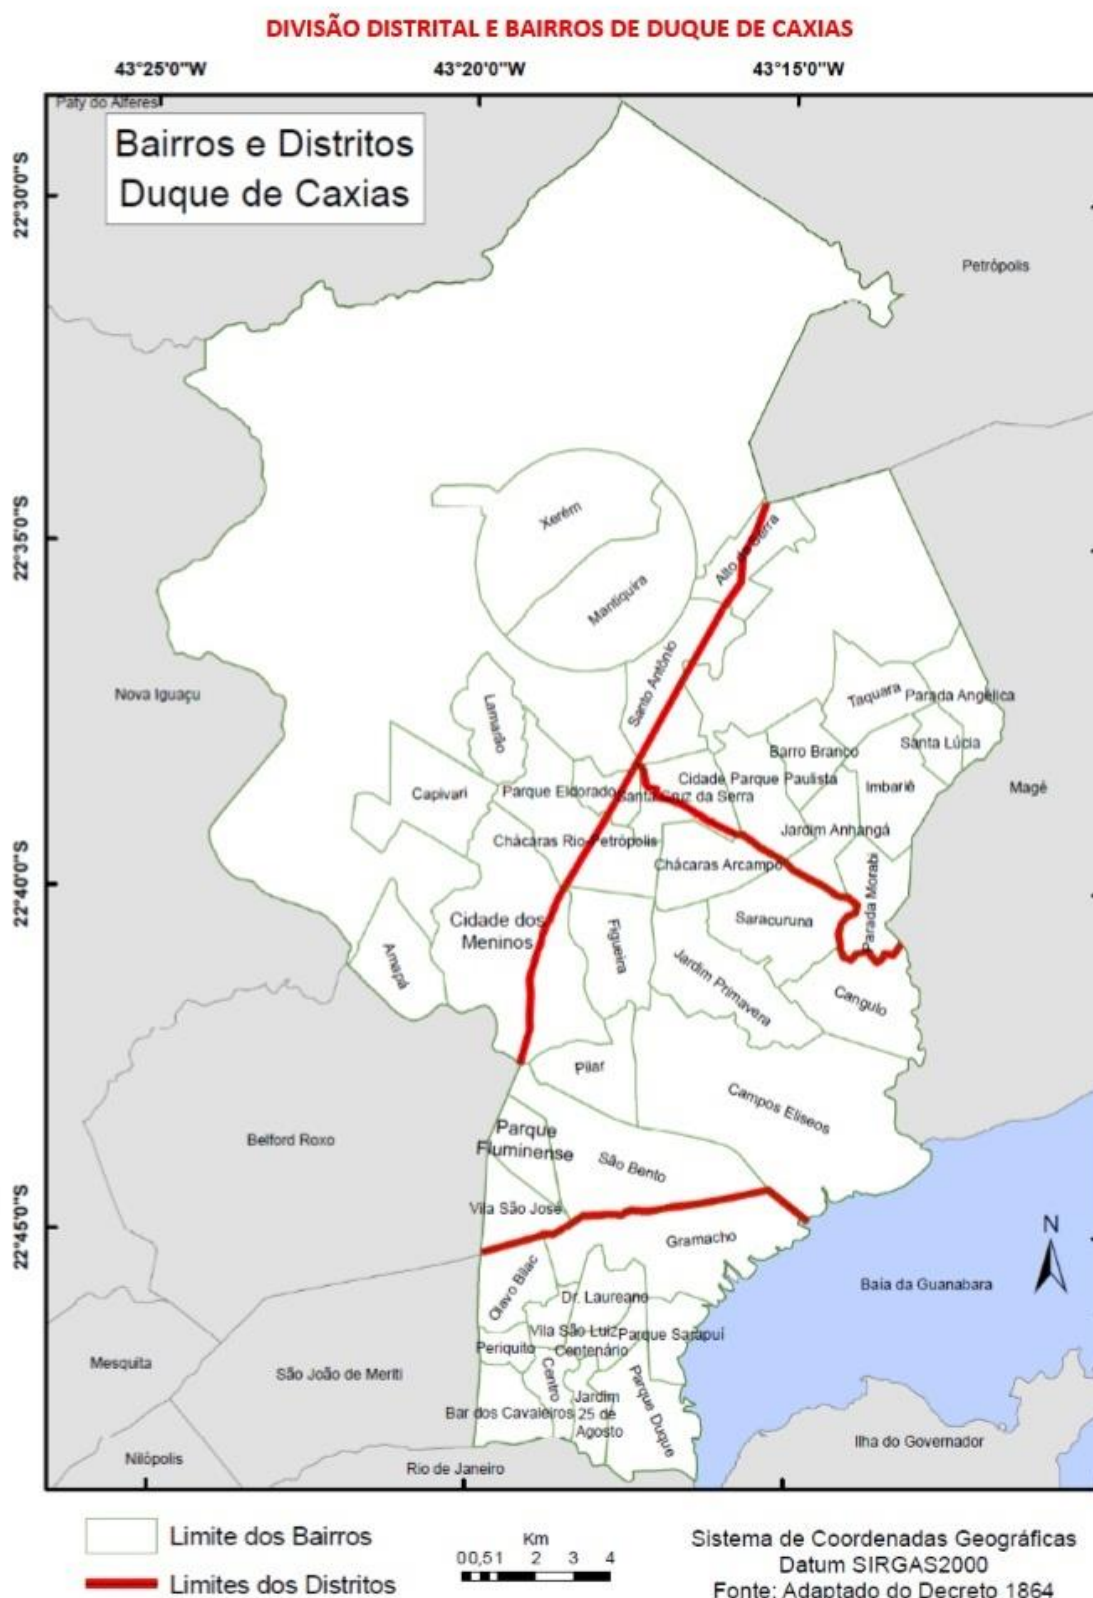 DIVISÃO DISTRITAL E BAIRROS DE DUQUE DE CAXIAS
43°25'0"W
43°20'0"W
43°15'0"W
Paty do Alferes
Bairros e Distritos
Duque de Caxias
22°30'0"S
Petrópolis
Xerém
22°35'0"S
Alto da Serra
Mantiquira
Santo Antônio
Nova Iguaçu
Taquara
Parada Angélica
Lamarão
Santa Lúcia
Barro Branco
Cidade Parque Paulista
Imbariê
Magé
Capivari
Parque Eldorado
Santa Cruz da Serra
Jardim Anhangá
Chácaras Rio-Petrópolis
Chácaras Arcampo
22°40'0"S
Parada Morabi
Cidade dos
Meninos
Saracuruna
Figueira
Amapá
Jardim Primavera
Cangulo
Pilar
Campos Eliseos
Belford Roxo
Parque
Fluminense
São Bento
Vila São José
22°45'0"S
Gramacho
N
Olavo Bilac
Baia da Guanabara
Dr. Laureano
Vila São Luiz
Parque Sarapuí
Periquito
Centenário
Mesquita
São João de Meriti
Centro
Parque Duque
Jardim
25 de
Agosto
Bar dos Cavaleiros
Nilópolis
Rio de Janeiro
Ilha do Governador
Limite dos Bairros
Limites dos Distritos
Km
0 0,5 1 2 3 4
Sistema de Coordenadas Geográficas
Datum SIRGAS2000
Fonte: Adaptado do Decreto 1864